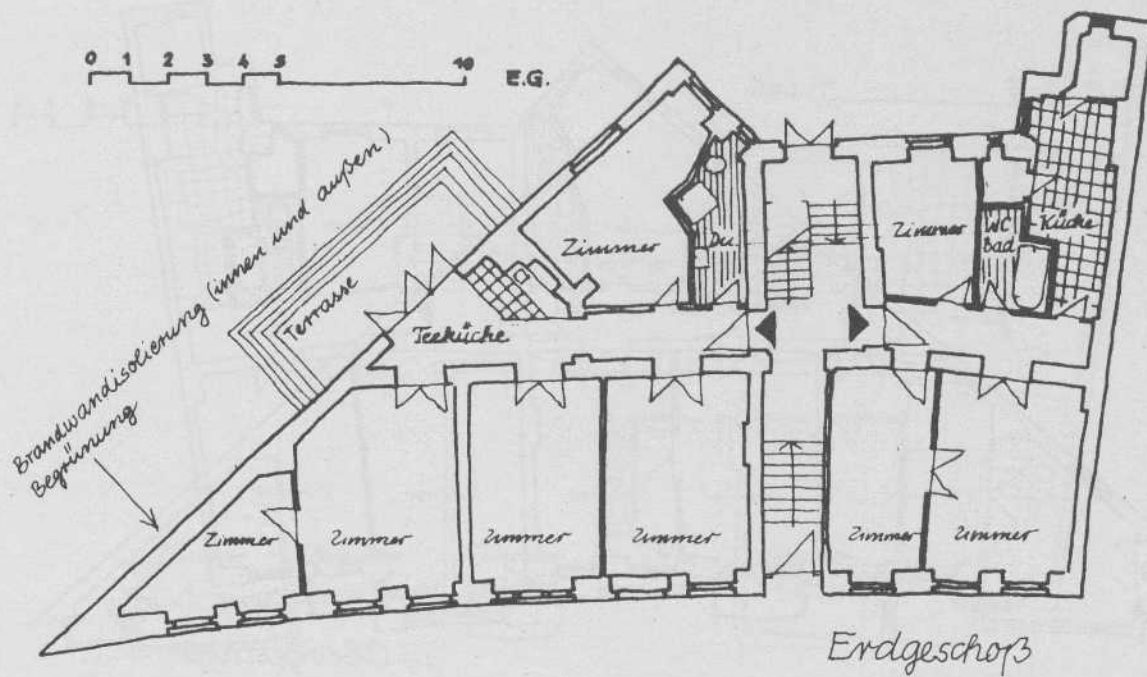 0 1 2 3 4 5 10 E.G.
Brandwandisolierung (innen und außen)
Begrünung
Terrasse
Zimmer
Du
Zimmer
WC
Bad
Küche
Teeküche
Zimmer
Zimmer
Zimmer
Zimmer
Zimmer
Zimmer
Erdgeschoß